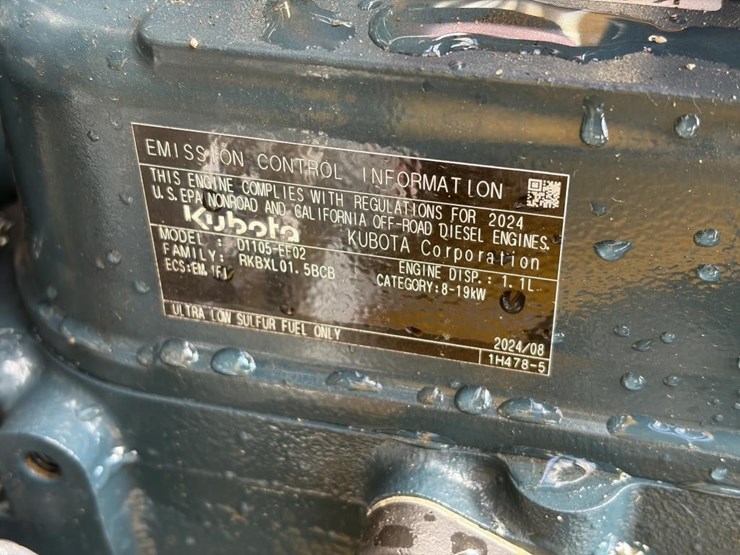 EMISSION CONTROL INFORMATION
THIS ENGINE COMPLIES WITH REGULATIONS FOR 2024
U.S.EPA NONROAD AND CALIFORNIA OFF-ROAD DIESEL ENGINES.
Kubota KUBOTA Corporation
MODEL : D1105-EF02 ENGINE DISP.: 1.1L
FAMILY: RKBXL01.5BCB CATEGORY:8-19kW
ECS:EM,
ULTRA LOW SULFUR FUEL ONLY
2024/08
1H478-5